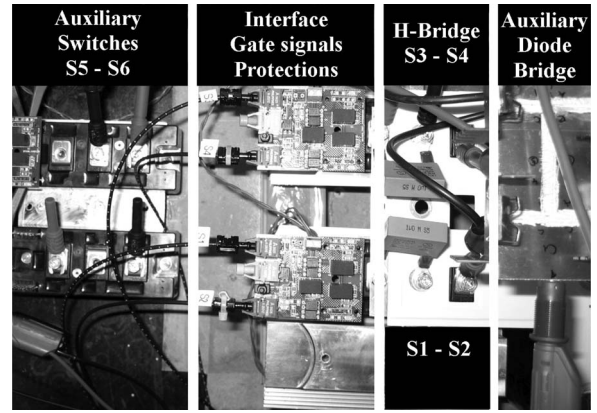 Auxiliary
Switches
S5 - S6
Interface
Gate signals
Protections
H-Bridge
S3 - S4
Auxiliary
Diode
Bridge
S1 - S2